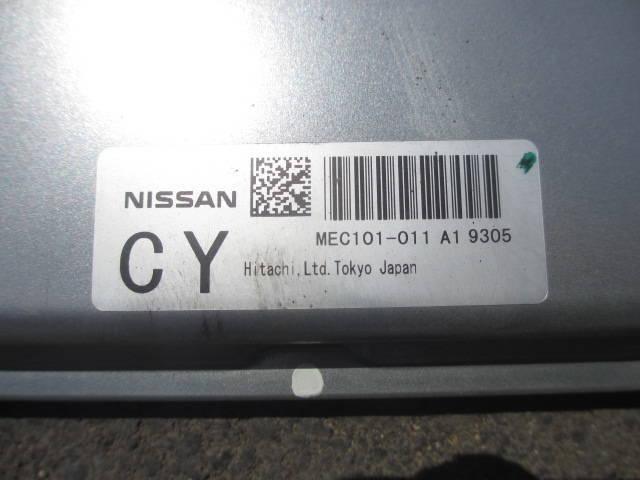 NISSAN
CY
MEC101-011 A1 9305
Hitachi,Ltd.Tokyo Japan